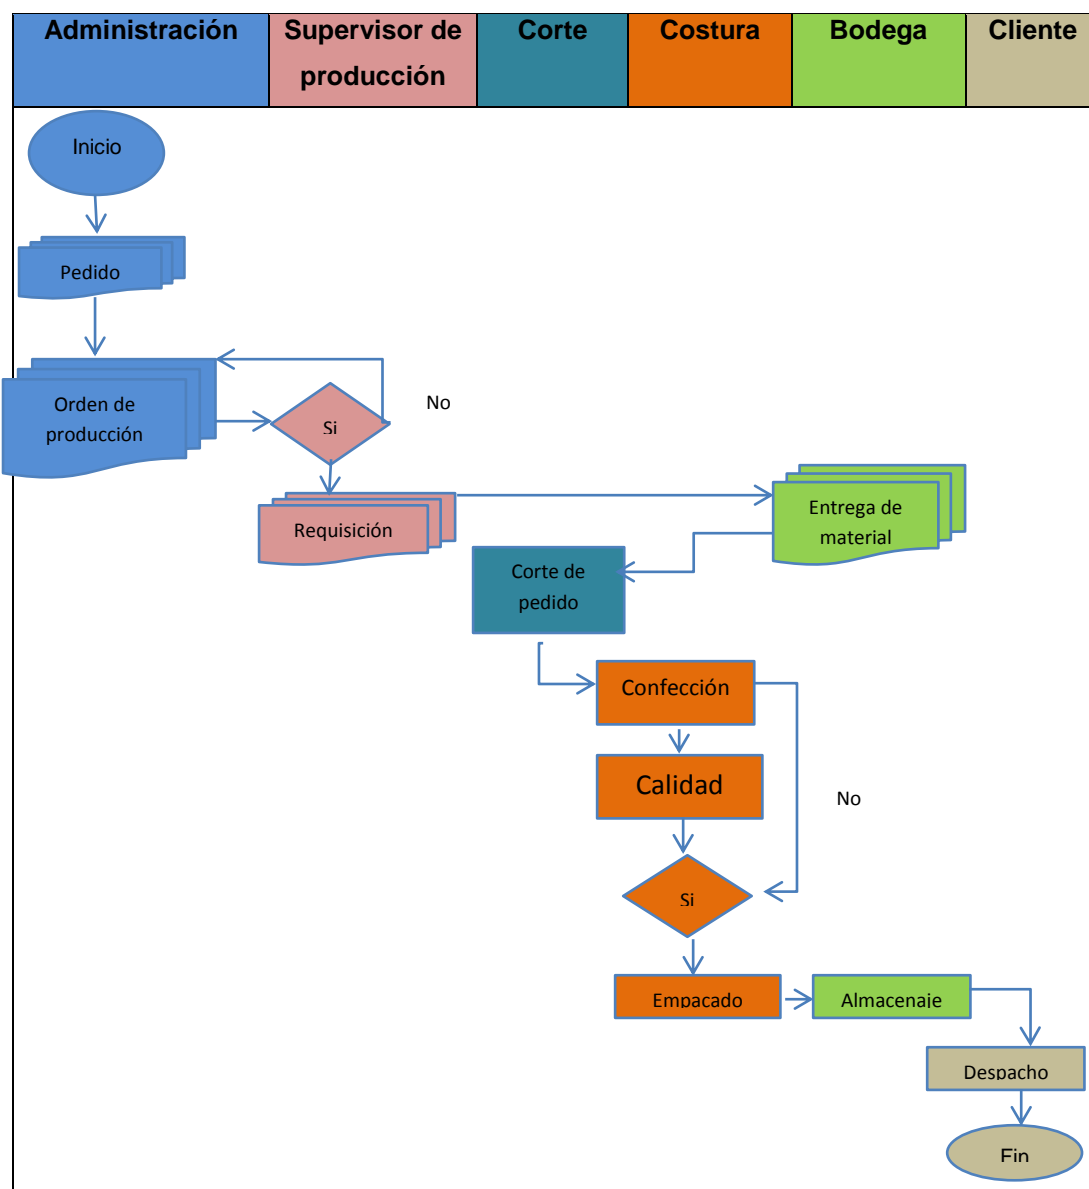 Administración
Supervisor de
producción
Corte
Costura
Bodega
Cliente
Inicio
Pedido
Orden de
producción
Si
No
Requisición
Entrega de
material
Corte de
pedido
Confección
Calidad
No
Si
Empacado
Almacenaje
Despacho
Fin